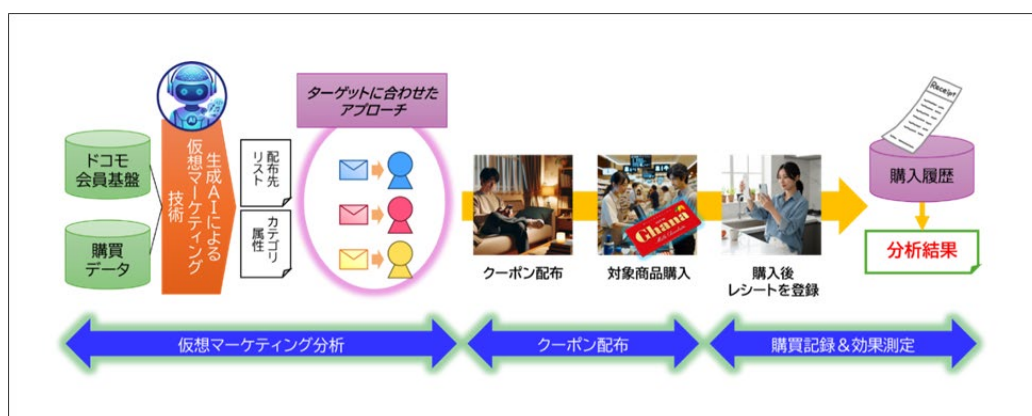 ターゲットに合わせた
アプローチ
ドコモ
会員基盤
購買
データ
AI
生成AIによる
仮想マーケティング
技術
配布先
リスト
カテゴリ
属性
クーポン配布
Ghana
Milk Chocolate
対象商品購入
購入後
レシートを登録
Receipt
購入履歴
分析結果
仮想マーケティング分析
クーポン配布
購買記録&効果測定